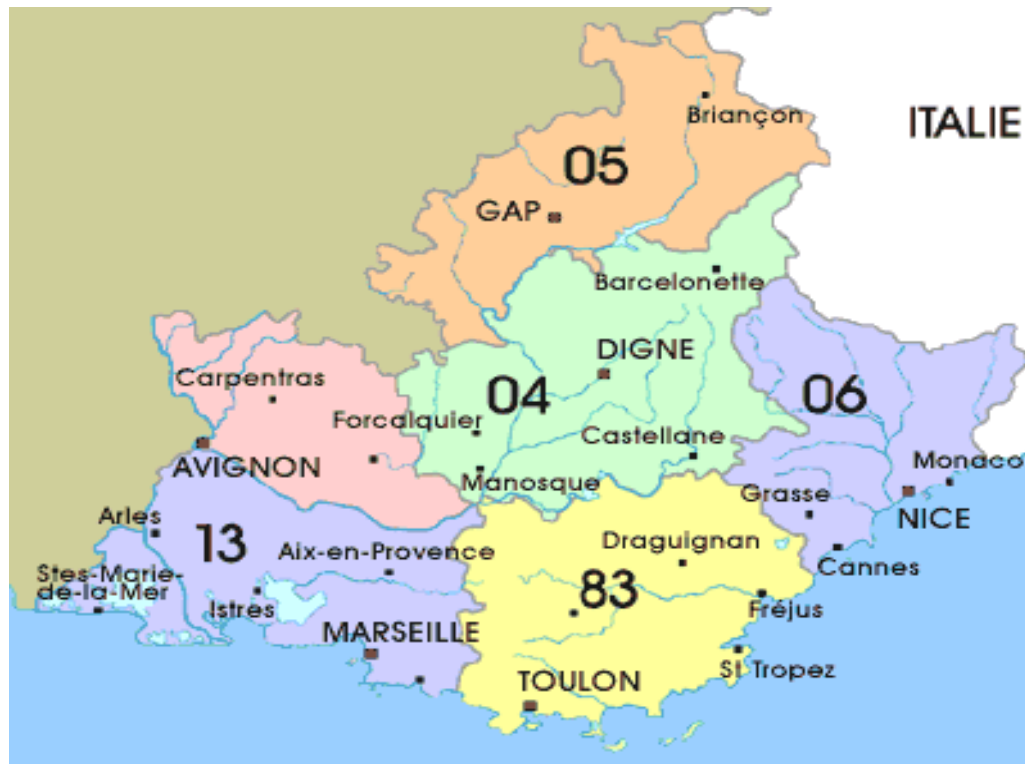 Briançon
ITALIE
05
GAP
Barcelonette
DIGNE
Carpentras
04
06
Forcalquier
Castellane
AVIGNON
Manosque
Monaco
Grasse
NICE
Arles
13
Aix-en-Provence
Draguignan
Cannes
Stes-Marie-
de-la-Mer
Istres
83
Fréjus
MARSEILLE
St Tropez
TOULON